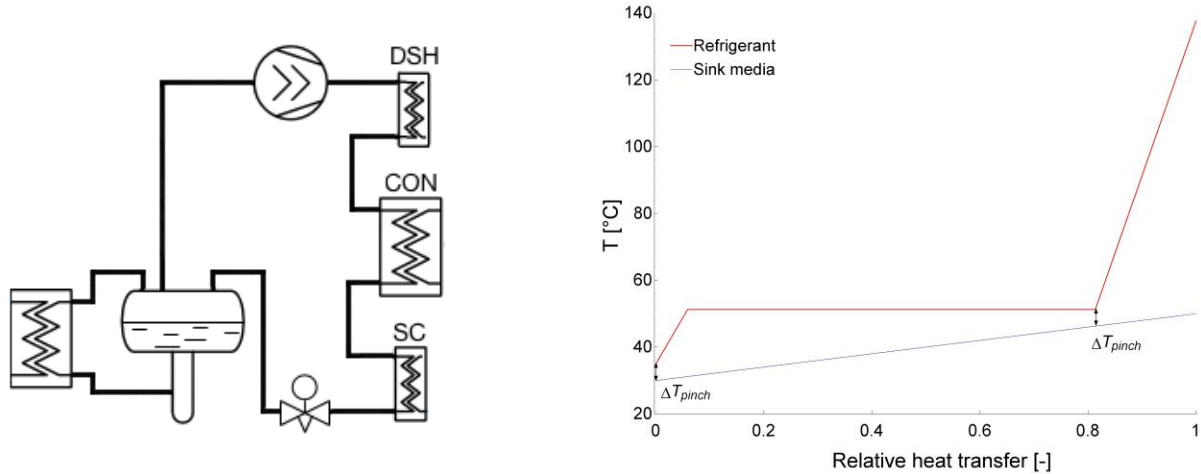 DSH
CON
SC
140
120
100
80
60
40
20
T [°C]
Refrigerant
Sink media
ΔTpinch
ΔTpinch
0
0.2
0.4
0.6
0.8
1
Relative heat transfer [-]